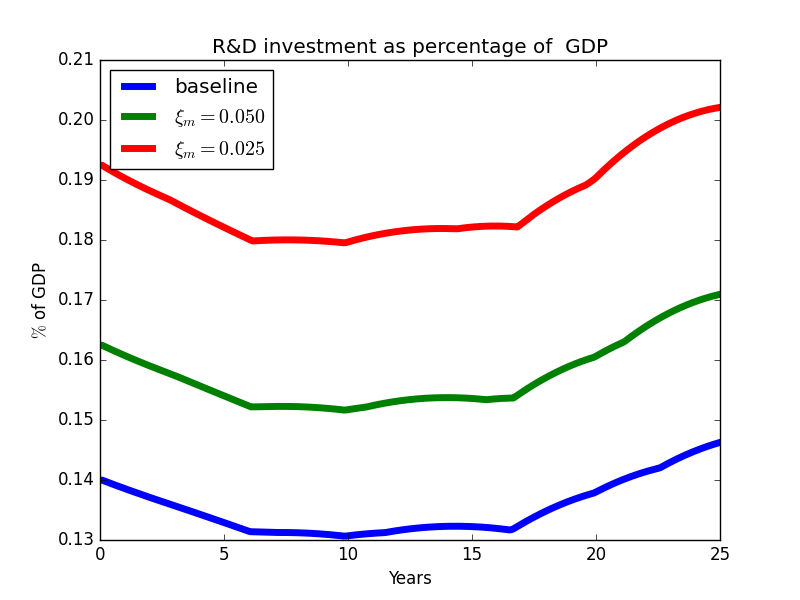 R&D investment as percentage of  GDP
baseline
ξₘ = 0.050
ξₘ = 0.025
0.21
0.20
0.19
0.18
0.17
0.16
0.15
0.14
0.13
% of GDP
0 5 10 15 20 25
Years